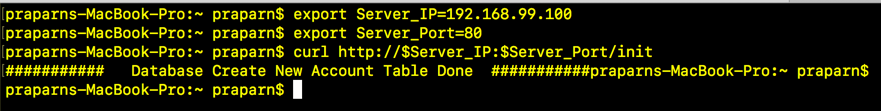 praparns-MacBook-Pro:~ praparn$ export Server_IP=192.168.99.100
praparns-MacBook-Pro:~ praparn$ export Server_Port=80
praparns-MacBook-Pro:~ praparn$ curl http://$Server_IP:$Server_Port/init
###########   Database Create New Account Table Done  ###########praparns-MacBook-Pro:~ praparn$
praparns-MacBook-Pro:~ praparn$